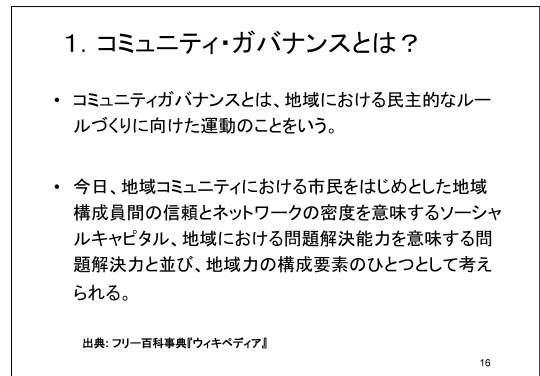 １．コミュニティ・ガバナンスとは？
• コミュニティガバナンスとは、地域における民主的なルー
ルづくりに向けた運動のことをいう。
• 今日、地域コミュニティにおける市民をはじめとした地域
構成員間の信頼とネットワークの密度を意味するソーシャ
ルキャピタル、地域における問題解決能力を意味する問
題解決力と並び、地域力の構成要素のひとつとして考え
られる。
出典: フリー百科事典『ウィキペディア』
16